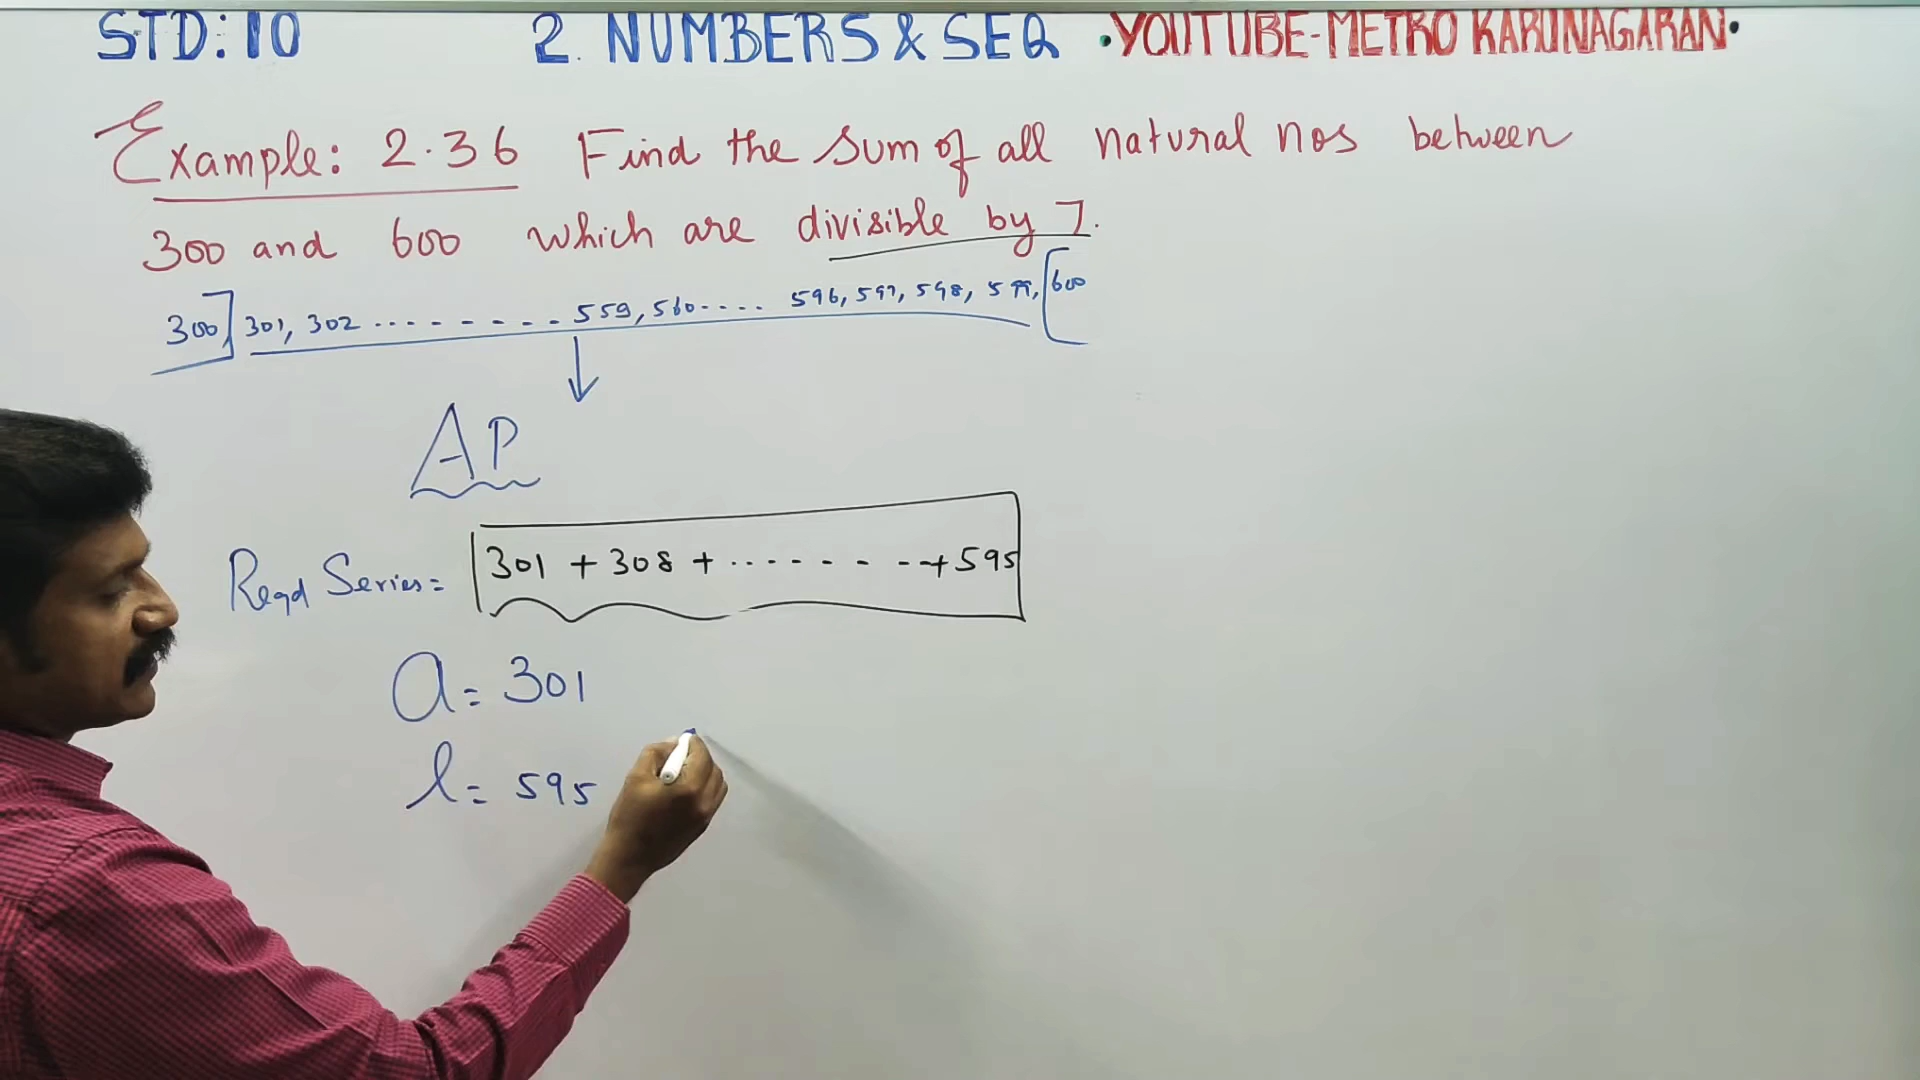 STD: 10 2. NUMBERS & SEQ •YOUTUBE-METRO KARUNAGARAN•
Example: 2.36 Find the sum of all natural nos between
300 and 600 which are divisible by 7.
300, 301, 302 ......... 559, 560.... 596, 597, 598, 599, 600
AP
Reqd Series = 301 + 308 + ......... + 595
a = 301
l = 595